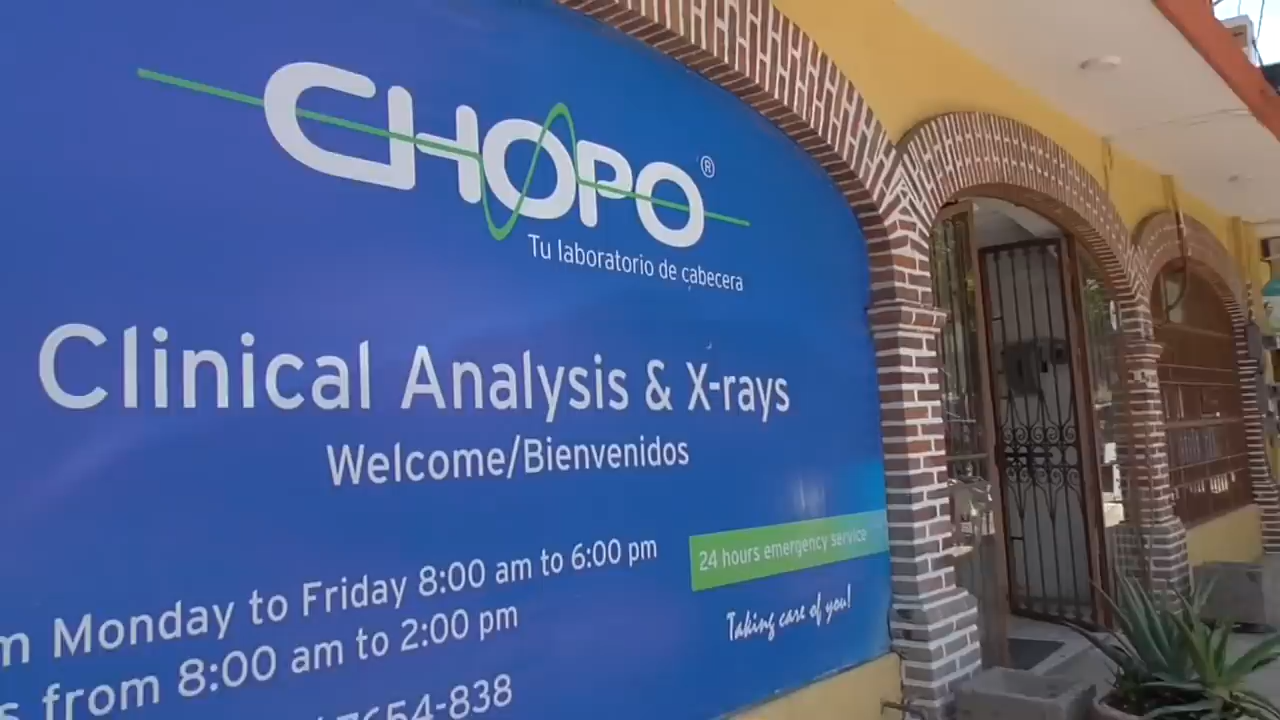 CHOPO®
Tu laboratorio de cabecera
Clinical Analysis & X-rays
Welcome/Bienvenidos
Monday to Friday 8:00 am to 6:00 pm
from 8:00 am to 2:00 pm
24 hours emergency service
Taking care of you!
7654-838